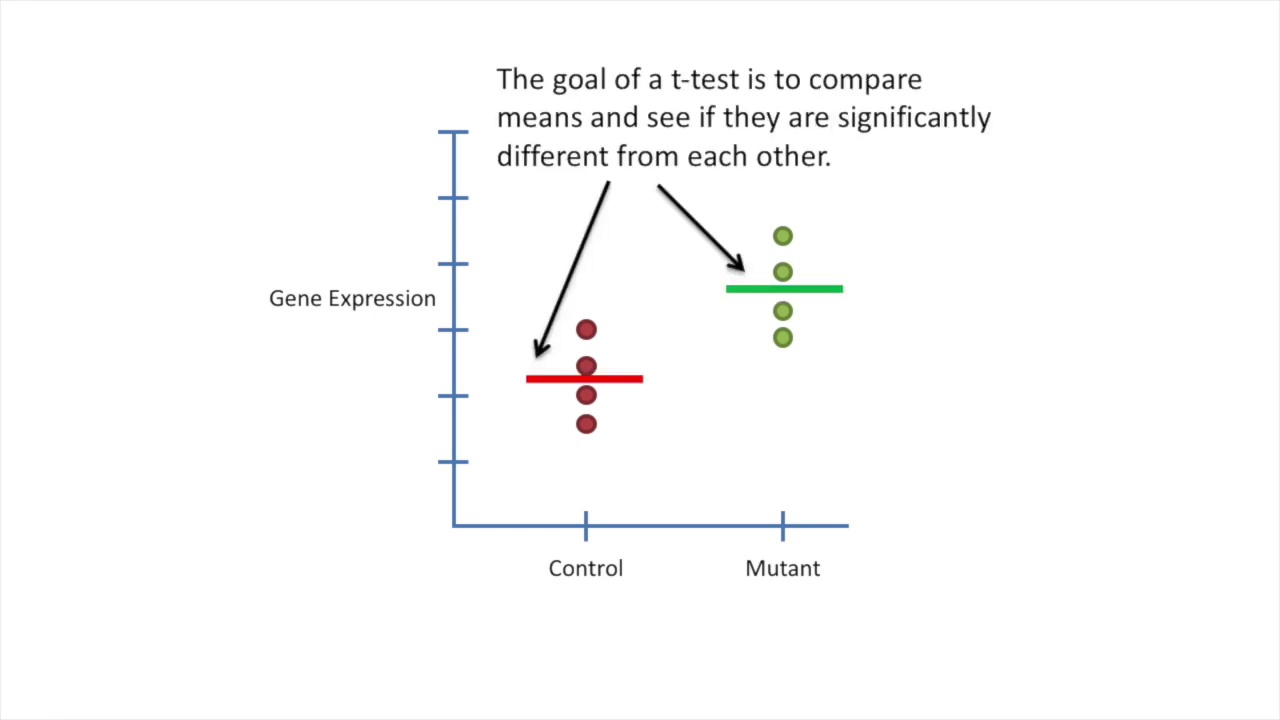 The goal of a t-test is to compare
means and see if they are significantly
different from each other.
Gene Expression
Control
Mutant